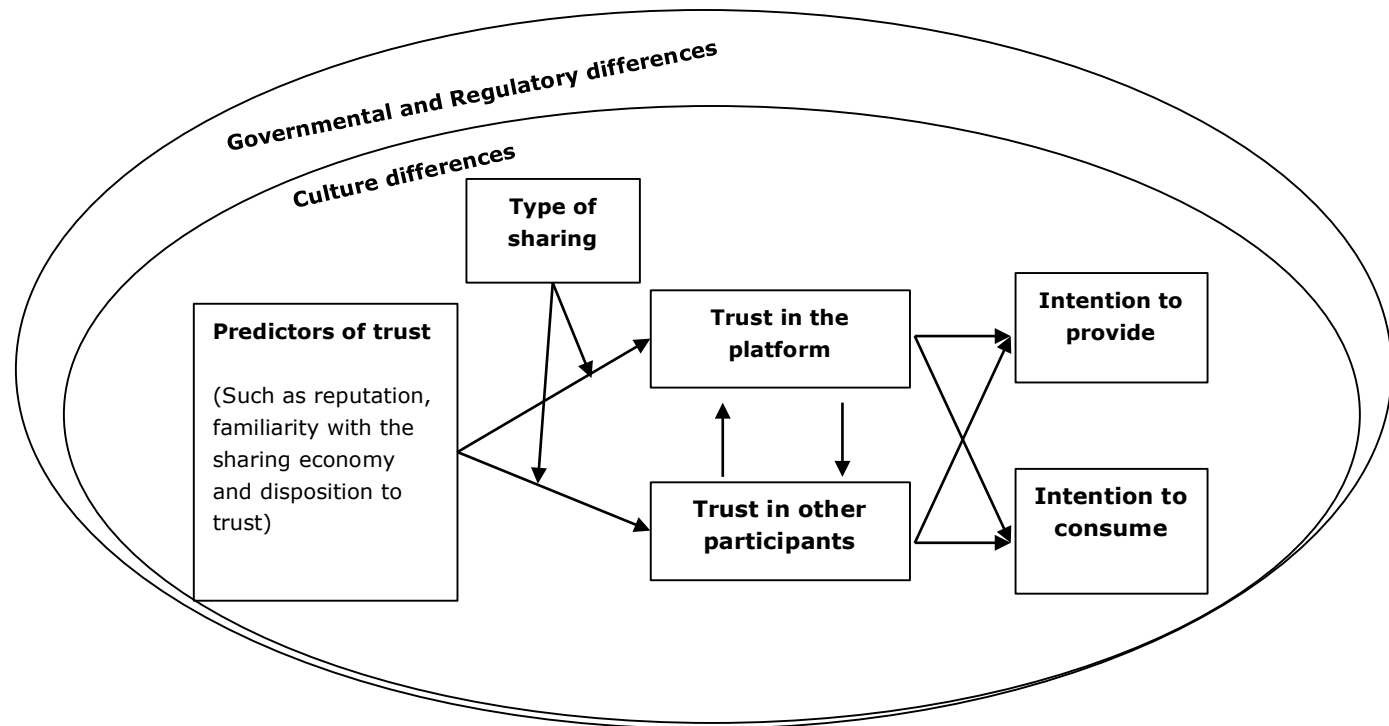 Governmental and Regulatory differences
Culture differences
Type of
sharing
Predictors of trust
(Such as reputation,
familiarity with the
sharing economy
and disposition to
trust)
Trust in the
platform
Trust in other
participants
Intention to
provide
Intention to
consume